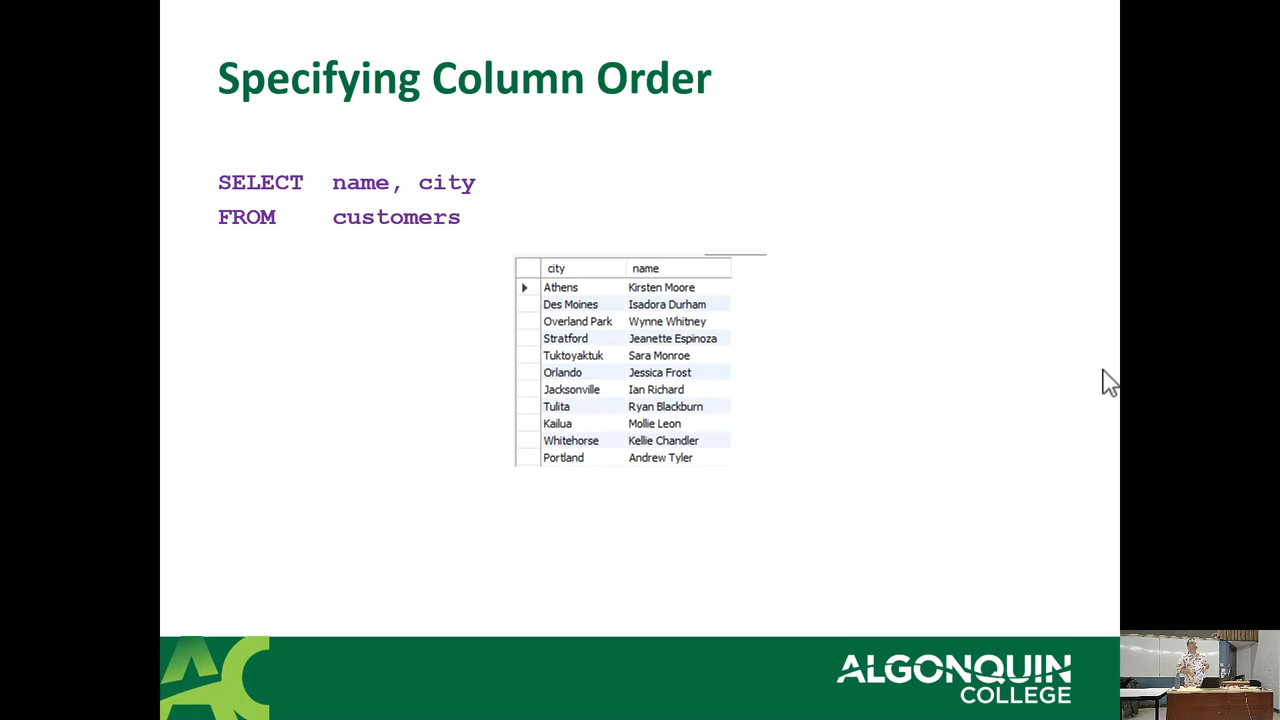 Specifying Column Order
SELECT name, city
FROM customers
city name
Athens Kirsten Moore
Des Moines Isadora Durham
Overland Park Wynne Whitney
Stratford Jeanette Espinoza
Tuktoyaktuk Sara Monroe
Orlando Jessica Frost
Jacksonville Ian Richard
Tulita Ryan Blackburn
Kailua Mollie Leon
Whitehorse Kellie Chandler
Portland Andrew Tyler
AC
ALGONQUIN
COLLEGE